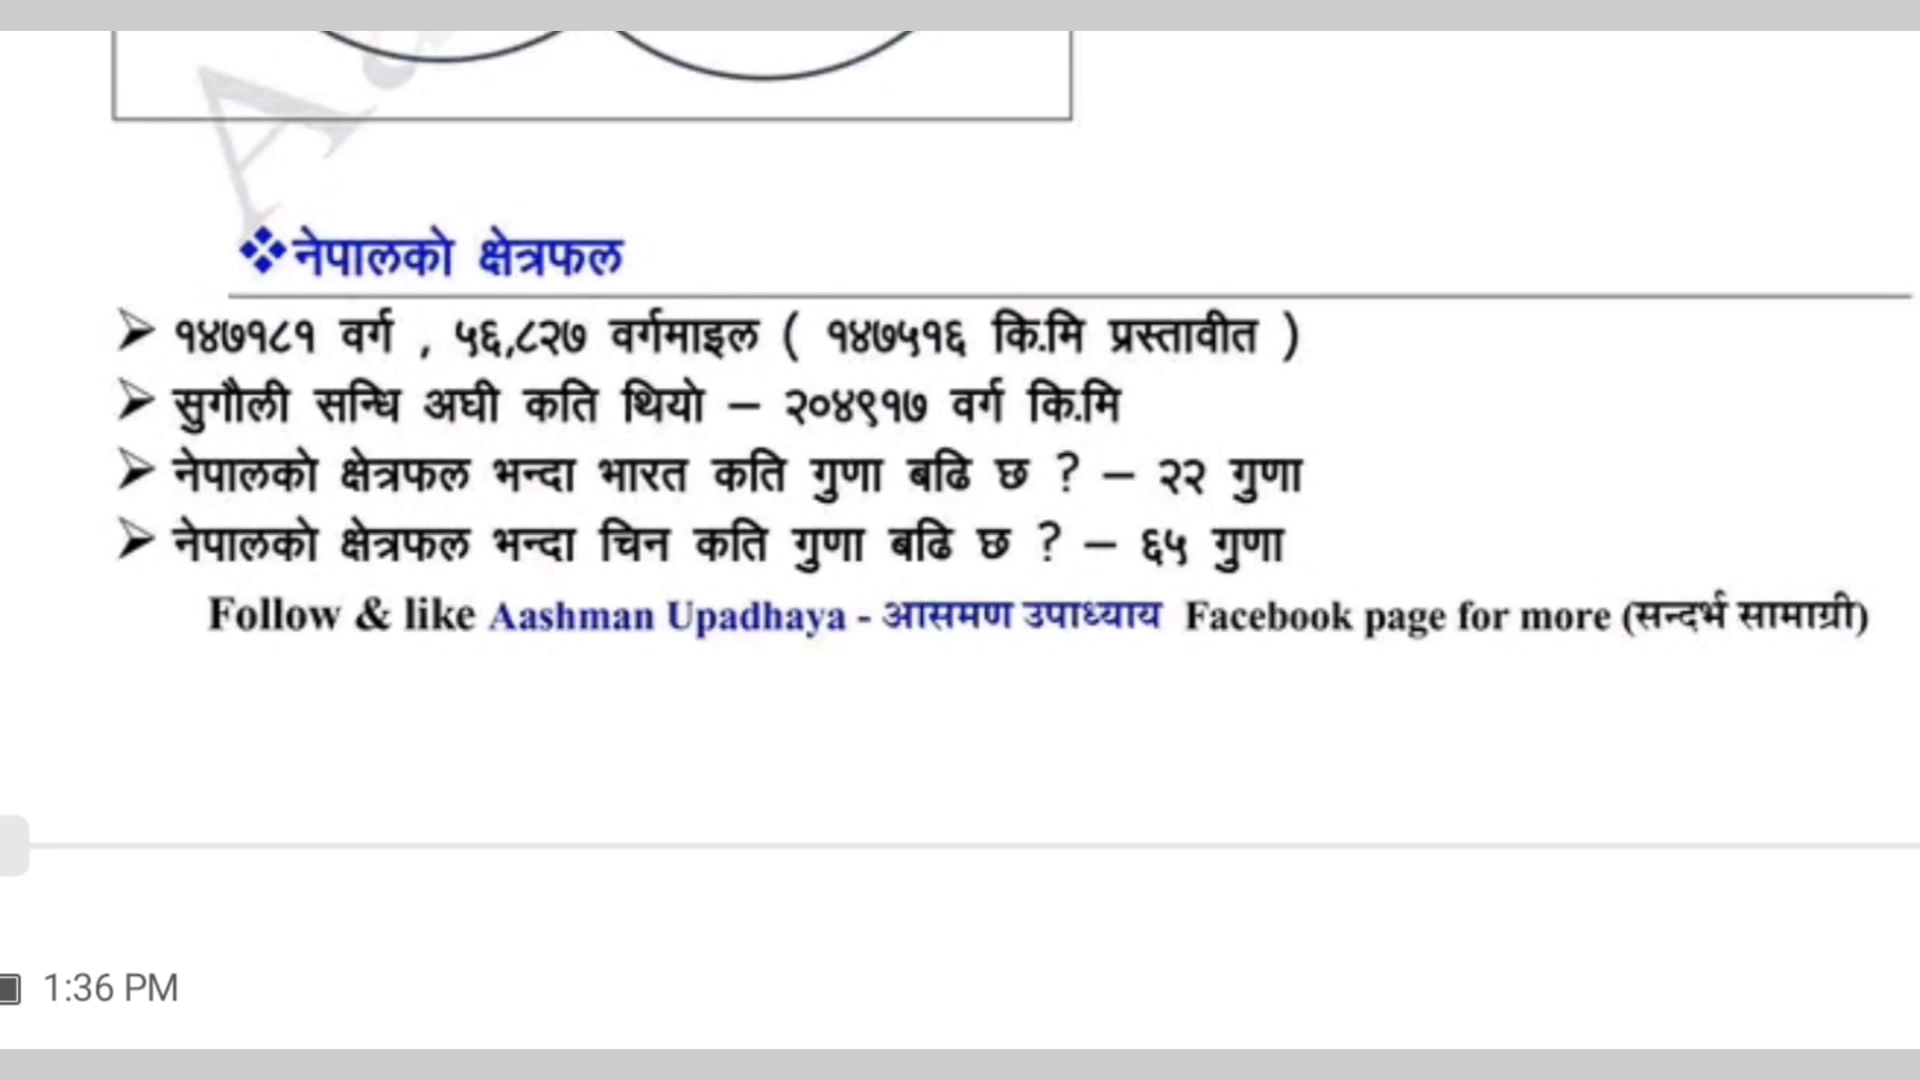 ❖नेपालको क्षेत्रफल
➢ १४७१८१ वर्ग , ५६,८२७ वर्गमाइल ( १४७५१६ कि.मि प्रस्तावीत )
➢ सुगौली सन्धि अघी कति थियो – २०४९१७ वर्ग कि.मि
➢ नेपालको क्षेत्रफल भन्दा भारत कति गुणा बढि छ ? – २२ गुणा
➢ नेपालको क्षेत्रफल भन्दा चिन कति गुणा बढि छ ? – ६५ गुणा
Follow & like Aashman Upadhaya - आसमण उपाध्याय Facebook page for more (सन्दर्भ सामाग्री)
1:36 PM